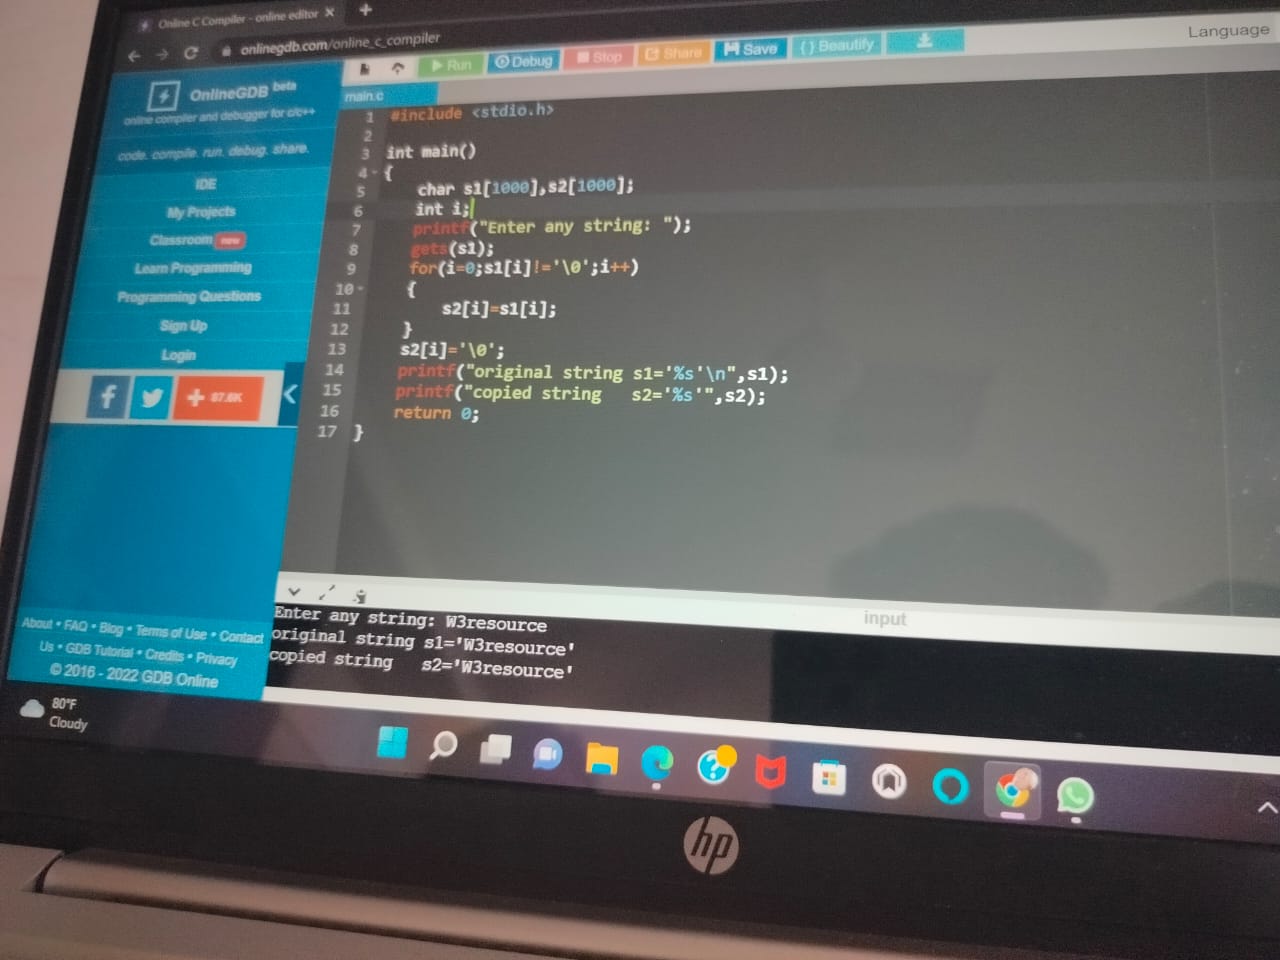 Online C Compiler - online editor
onlinegdb.com/online_c_compiler
Language
Run Debug Stop Share Save { } Beautify
OnlineGDB beta
online compiler and debugger for c/c++
code. compile. run. debug. share.
IDE
My Projects
Classroom new
Learn Programming
Programming Questions
Sign Up
Login
f + 87.6K
main.c
1 #include <stdio.h>
2
3 int main()
4 {
5 char s1[1000],s2[1000];
6 int i;
7 printf("Enter any string: ");
8 gets(s1);
9 for(i=0;s1[i]!='\0';i++)
10 {
11 s2[i]=s1[i];
12 }
13 s2[i]='\0';
14 printf("original string s1='%s'\n",s1);
15 printf("copied string   s2='%s'",s2);
16 return 0;
17 }
input
Enter any string: W3resource
original string s1='W3resource'
copied string   s2='W3resource'
About • FAQ • Blog • Terms of Use • Contact
Us • GDB Tutorial • Credits • Privacy
© 2016 - 2022 GDB Online
80°F
Cloudy
hp